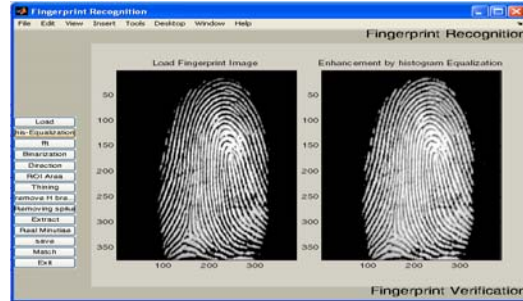 Fingerprint Recognition
File Edit View Insert Tools Desktop Window Help
Fingerprint Recognition
Load Fingerprint Image
Enhancement by histogram Equalization
50
100
150
200
250
300
350
100 200 300
50
100
150
200
250
300
350
100 200 300
Load
his-Equalization
fft
Binarization
Direction
ROI Area
Thining
remove H brea...
Removing spike
Extract
Real Minutiae
save
Match
Exit
Fingerprint Verification